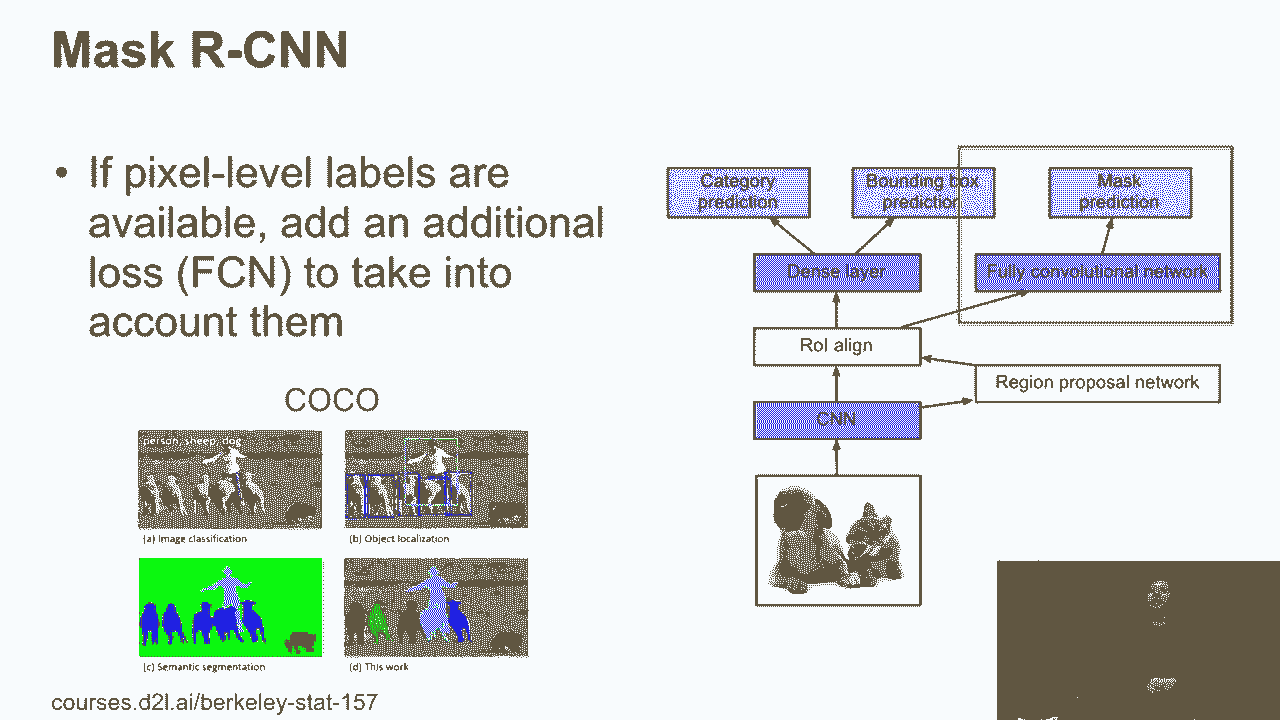 Mask R-CNN
• If pixel-level labels are
available, add an additional
loss (FCN) to take into
account them
COCO
person, sheep, dog
(a) Image classification
(b) Object localization
(c) Semantic segmentation
(d) This work
Category
prediction
Bounding box
prediction
Mask
prediction
Dense layer
Fully convolutional network
RoI align
Region proposal network
CNN
courses.d2l.ai/berkeley-stat-157